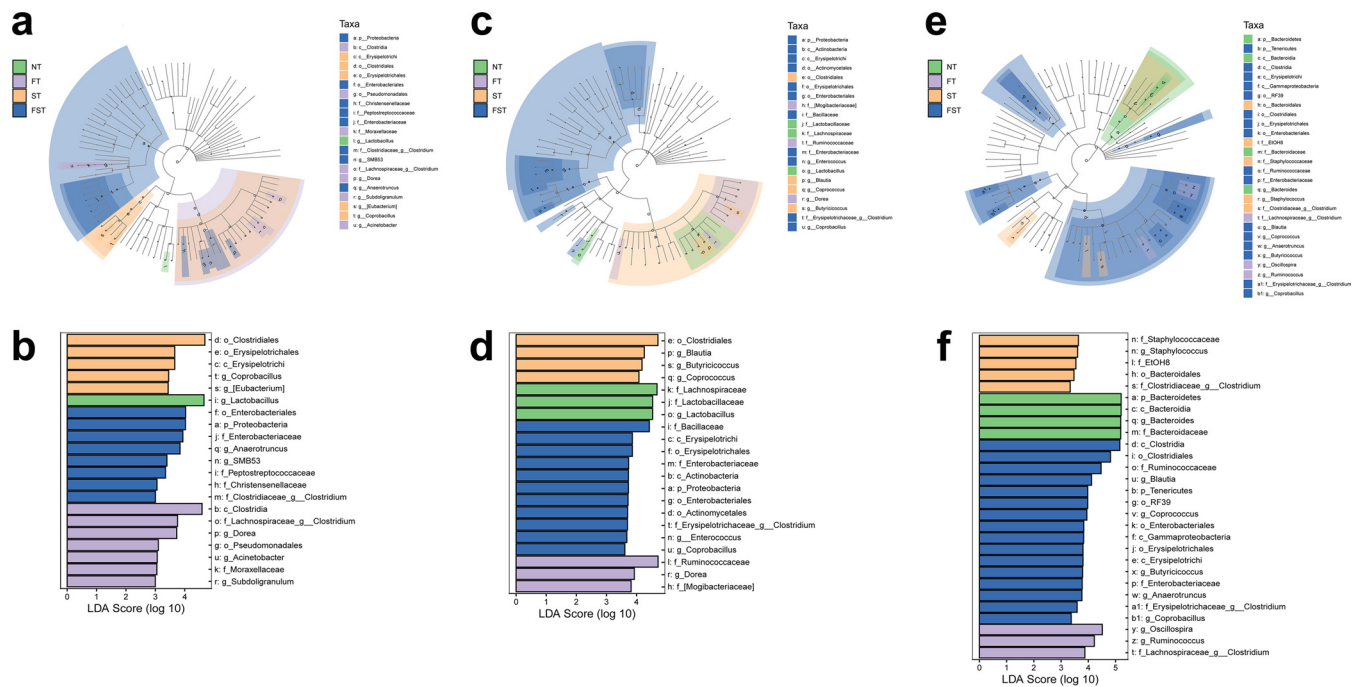 a
NT
FT
ST
FST
Taxa
a: p__Proteobacteria
b: c__Clostridia
c: c__Erysipelotrichi
d: o__Clostridiales
e: o__Erysipelotrichales
f: o__Enterobacteriales
g: o__Pseudomonadales
h: f__Christensenellaceae
i: f__Peptostreptococcaceae
j: f__Enterobacteriaceae
k: f__Moraxellaceae
l: g__Lactobacillus
m: f__Clostridiaceae_g__Clostridium
n: g__SMB53
o: f__Lachnospiraceae_g__Clostridium
p: g__Dorea
q: g__Anaerotruncus
r: g__Subdoligranulum
s: g__[Eubacterium]
t: g__Coprobacillus
u: g__Acinetobacter
c
NT
FT
ST
FST
Taxa
a: p__Proteobacteria
b: c__Actinobacteria
c: c__Erysipelotrichi
d: o__Actinomycetales
e: o__Clostridiales
f: o__Erysipelotrichales
g: o__Enterobacteriales
h: f__[Mogibacteriaceae]
i: f__Bacillaceae
j: f__Lactobacillaceae
k: f__Lachnospiraceae
l: f__Ruminococcaceae
m: f__Enterobacteriaceae
n: g__Enterococcus
o: g__Lactobacillus
p: g__Blautia
q: g__Coprococcus
r: g__Dorea
s: g__Butyricicoccus
t: f__Erysipelotrichaceae_g__Clostridium
u: g__Coprobacillus
e
NT
FT
ST
FST
Taxa
a: p__Bacteroidetes
b: p__Tenericutes
c: c__Bacteroidia
d: c__Clostridia
e: c__Erysipelotrichi
f: c__Gammaproteobacteria
g: o__RF39
h: o__Bacteroidales
i: o__Clostridiales
j: o__Erysipelotrichales
k: o__Enterobacteriales
l: f__EtOH8
m: f__Bacteroidaceae
n: f__Staphylococcaceae
o: f__Ruminococcaceae
p: f__Enterobacteriaceae
q: g__Bacteroides
r: g__Staphylococcus
s: f__Clostridiaceae_g__Clostridium
t: f__Lachnospiraceae_g__Clostridium
u: g__Blautia
v: g__Coprococcus
w: g__Anaerotruncus
x: g__Butyricicoccus
y: g__Oscillospira
z: g__Ruminococcus
a1: f__Erysipelotrichaceae_g__Clostridium
b1: g__Coprobacillus
b
d: o_Clostridiales
e: o_Erysipelotrichales
c: c_Erysipelotrichi
t: g_Coprobacillus
s: g_[Eubacterium]
l: g_Lactobacillus
f: o_Enterobacteriales
a: p_Proteobacteria
j: f_Enterobacteriaceae
q: g_Anaerotruncus
n: g_SMB53
i: f_Peptostreptococcaceae
h: f_Christensenellaceae
m: f_Clostridiaceae_g_Clostridium
b: c_Clostridia
o: f_Lachnospiraceae_g__Clostridium
p: g_Dorea
g: o_Pseudomonadales
u: g_Acinetobacter
k: f_Moraxellaceae
r: g_Subdoligranulum
0 1 2 3 4
LDA Score (log 10)
d
e: o_Clostridiales
p: g_Blautia
s: g_Butyricicoccus
q: g_Coprococcus
k: f_Lachnospiraceae
j: f_Lactobacillaceae
o: g_Lactobacillus
i: f_Bacillaceae
c: c_Erysipelotrichi
f: o_Erysipelotrichales
m: f_Enterobacteriaceae
b: c_Actinobacteria
a: p_Proteobacteria
g: o_Enterobacteriales
d: o_Actinomycetales
t: f_Erysipelotrichaceae_g__Clostridium
n: g__Enterococcus
u: g_Coprobacillus
l: f_Ruminococcaceae
r: g_Dorea
h: f_[Mogibacteriaceae]
0 1 2 3 4
LDA Score (log 10)
f
n: f_Staphylococcaceae
n: g_Staphylococcus
l: f_EtOH8
h: o_Bacteroidales
s: f_Clostridiaceae_g__Clostridium
a: p_Bacteroidetes
c: c_Bacteroidia
q: g_Bacteroides
m: f_Bacteroidaceae
d: c_Clostridia
i: o_Clostridiales
o: f_Ruminococcaceae
u: g_Blautia
b: p_Tenericutes
g: o_RF39
v: g_Coprococcus
k: o_Enterobacteriales
f: c_Gammaproteobacteria
j: o_Erysipelotrichales
e: c_Erysipelotrichi
x: g_Butyricicoccus
p: f_Enterobacteriaceae
w: g_Anaerotruncus
a1: f_Erysipelotrichaceae_g__Clostridium
b1: g_Coprobacillus
y: g_Oscillospira
z: g_Ruminococcus
t: f_Lachnospiraceae_g__Clostridium
0 1 2 3 4 5
LDA Score (log 10)